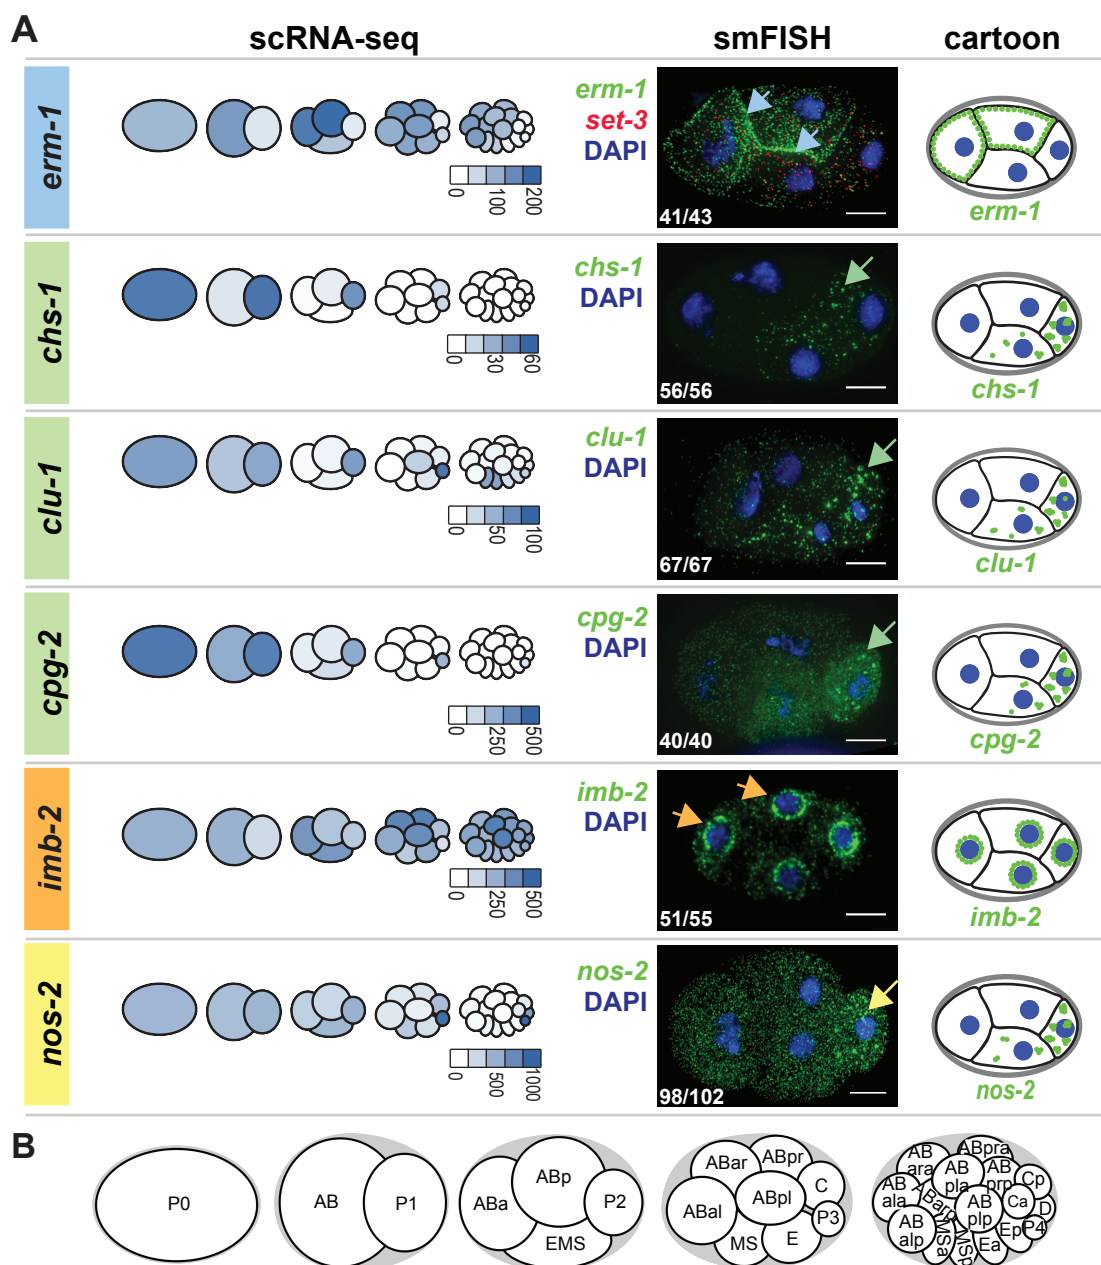 A
scRNA-seq smFISH cartoon
erm-1
0 100 200
erm-1
set-3
DAPI
41/43
erm-1
chs-1
0 30 60
chs-1
DAPI
56/56
chs-1
clu-1
0 50 100
clu-1
DAPI
67/67
clu-1
cpg-2
0 250 500
cpg-2
DAPI
40/40
cpg-2
imb-2
0 250 500
imb-2
DAPI
51/55
imb-2
nos-2
0 500 1000
nos-2
DAPI
98/102
nos-2
B
P0
AB P1
ABa ABp P2
EMS
ABar ABpr
ABal ABpl C
P3
MS E
AB
ara
ABpra
AB
pla
AB
prp
Cp
AB
ala
ABarp
AB
plp
Ca
D
AB
alp
MSa
MSp
Ea
Ep
P4